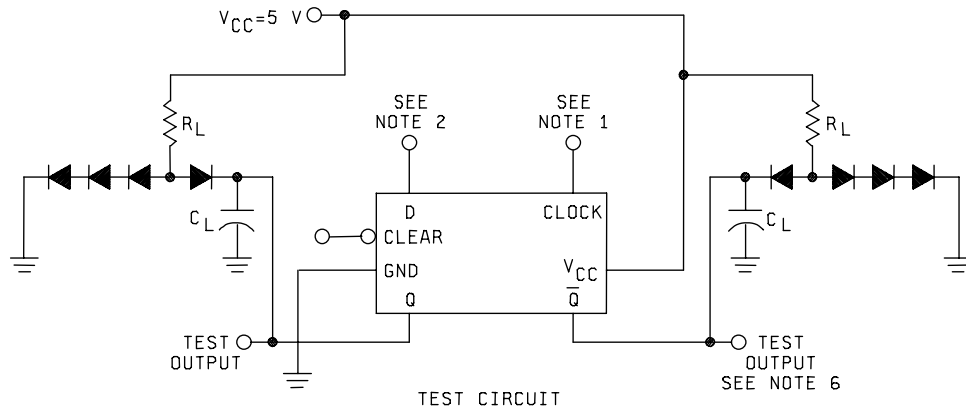 VCC=5 V
SEE
NOTE 2
SEE
NOTE 1
RL
RL
CL
CL
D
CLOCK
CLEAR
GND
VCC
Q
Q̅
TEST
OUTPUT
TEST
OUTPUT
SEE NOTE 6
TEST CIRCUIT